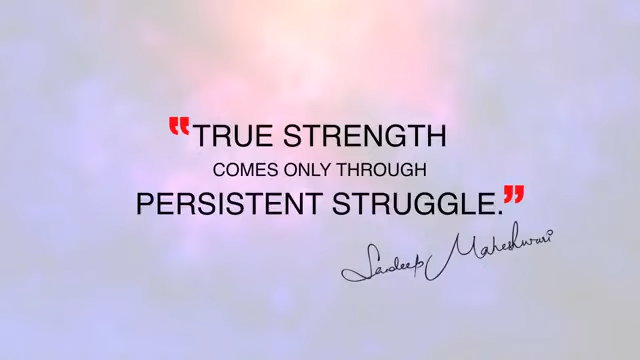 "TRUE STRENGTH
COMES ONLY THROUGH
PERSISTENT STRUGGLE."
Sandeep Maheshwari